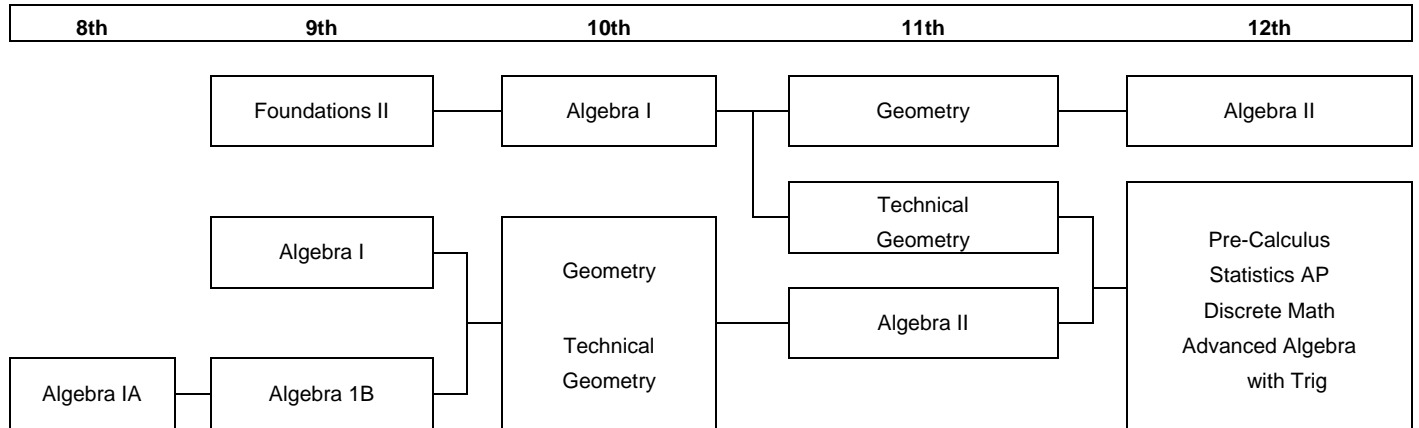 8th 9th 10th 11th 12th
Foundations II Algebra I Geometry Algebra II
Technical
Geometry
Algebra I
Geometry
Technical
Geometry
Algebra II
Pre-Calculus
Statistics AP
Discrete Math
Advanced Algebra
with Trig
Algebra IA Algebra 1B